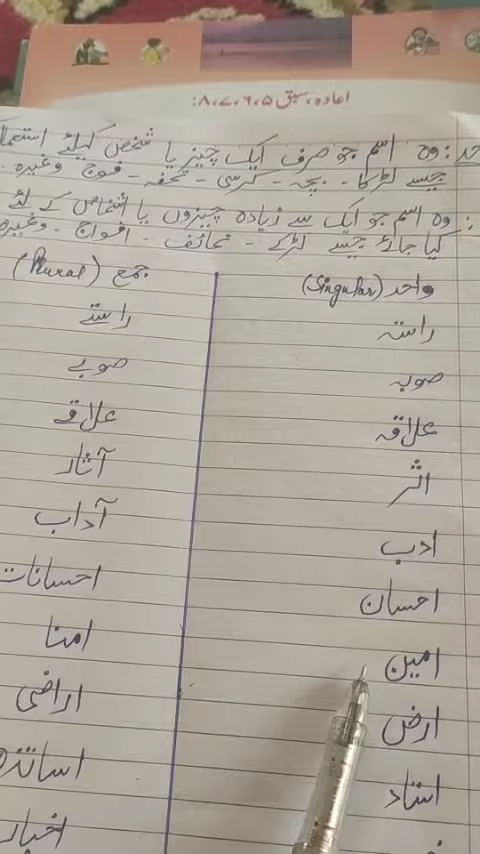 اعادہ، سبق ۵، ۶، ۷، ۸:
حد: وہ اسم جو صرف ایک چیز یا شخص کیلئے استعمال
جیسے لڑکا - بچہ - کرسی - تحفہ - فوج وغیرہ -
: وہ اسم جو ایک سے زیادہ چیزوں یا اشخاص کے لئے
کیا جائے جیسے لڑکے - تحائف - افواج - وغیرہ
واحد (Singular) جمع (Plural)
راستہ راستے
صوبہ صوبے
علاقہ علاقے
اثر آثار
ادب آداب
احسان احسانات
امین امنا
ارض اراضی
استاد اساتذہ
اخبار